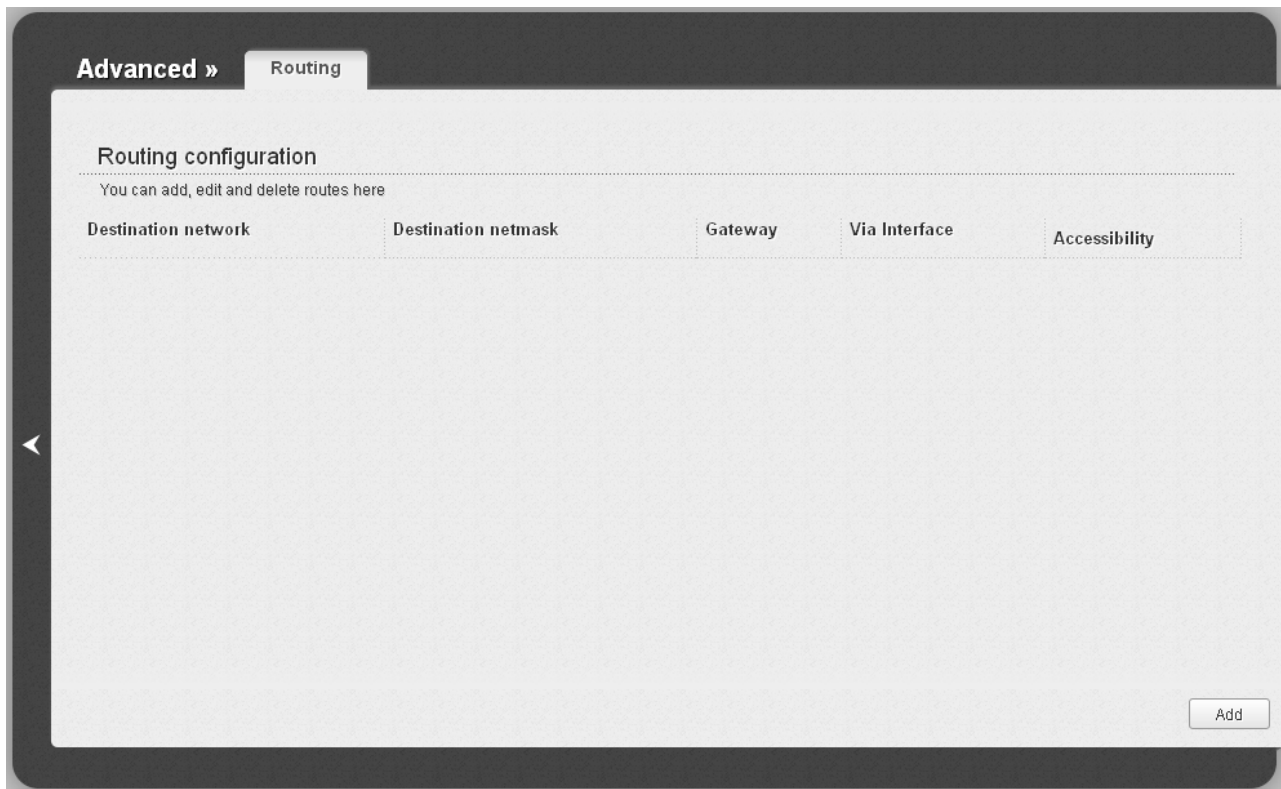 Advanced » Routing
Routing configuration
You can add, edit and delete routes here
Destination network Destination netmask Gateway Via Interface Accessibility
Add